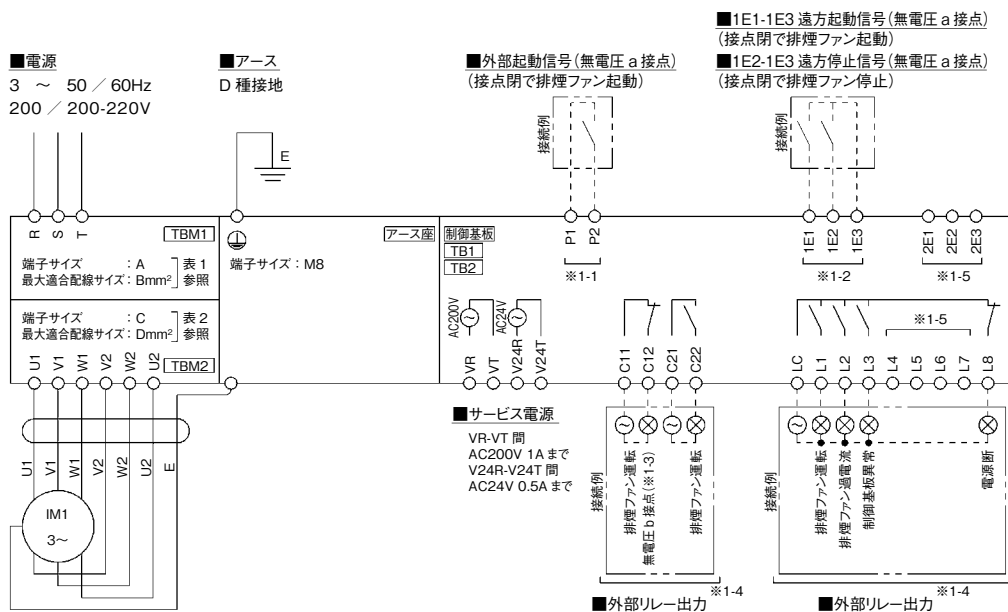 ■電源
3 ～ 50／60Hz
200／200-220V
■アース
D 種接地
E
■外部起動信号(無電圧 a 接点)
(接点閉で排煙ファン起動)
接続例
■1E1-1E3 遠方起動信号(無電圧 a 接点)
(接点閉で排煙ファン起動)
■1E2-1E3 遠方停止信号(無電圧 a 接点)
(接点閉で排煙ファン停止)
接続例
R
S
T
TBM1
端子サイズ : A
最大適合配線サイズ : Bmm²
表 1
参照
端子サイズ : C
最大適合配線サイズ : Dmm²
表 2
参照
U1
V1
W1
V2
W2
U2
TBM2
アース座
端子サイズ : M8
制御基板
TB1
TB2
P1
P2
※1-1
1E1
1E2
1E3
※1-2
2E1
2E2
2E3
※1-5
AC200V
AC24V
VR
VT
V24R
V24T
C11
C12
C21
C22
LC
L1
L2
L3
L4
L5
L6
L7
L8
※1-5
■サービス電源
VR-VT 間
AC200V 1A まで
V24R-V24T 間
AC24V 0.5A まで
接続例
排煙ファン運転
無電圧 b 接点(※1-3)
排煙ファン運転
※1-4
■外部リレー出力
接続例
排煙ファン運転
排煙ファン過電流
制御基板異常
電源断
※1-4
■外部リレー出力
U1
V1
W1
V2
W2
U2
E
IM1
3～